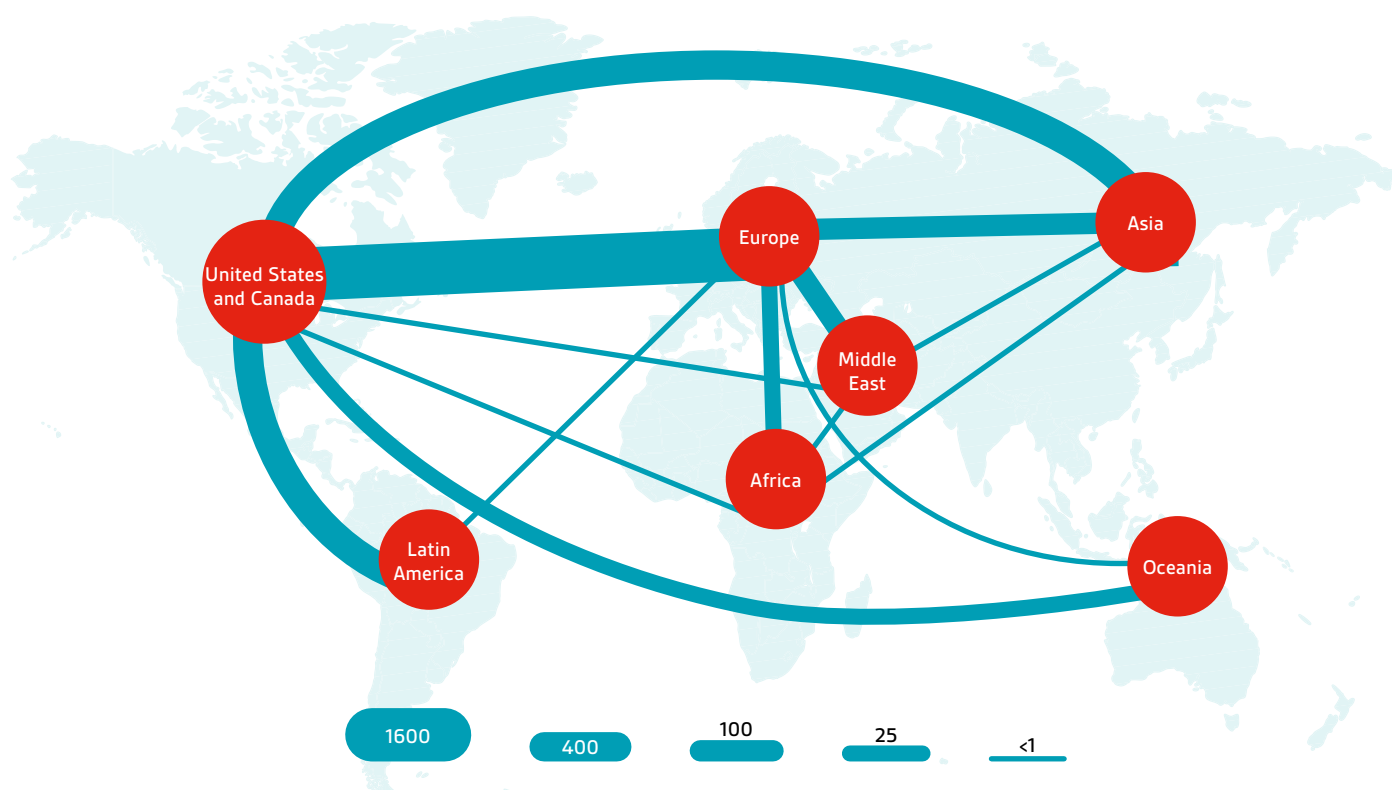 United States
and Canada
Europe
Asia
Middle
East
Africa
Latin
America
Oceania
1600
400
100
25
<1